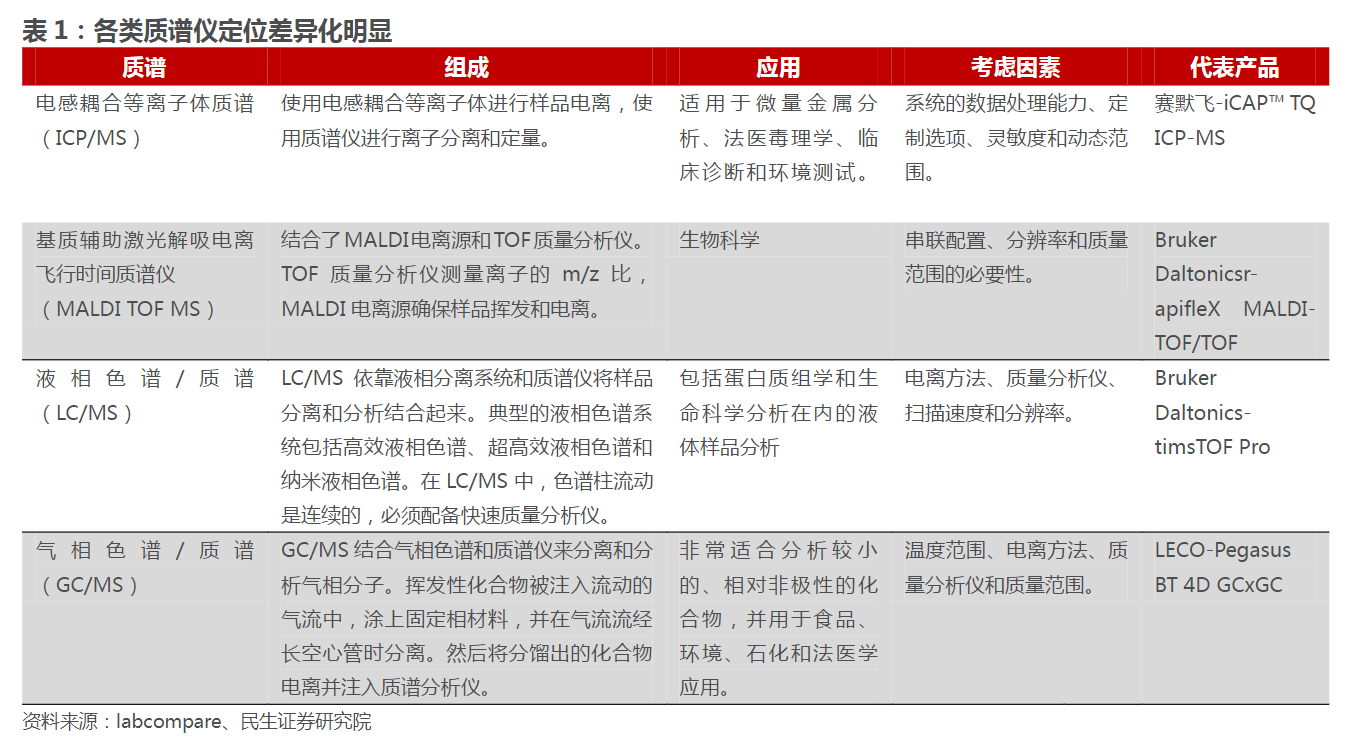 表 1：各类质谱仪定位差异化明显
质谱 组成 应用 考虑因素 代表产品
电感耦合等离子体质谱
（ICP/MS）
使用电感耦合等离子体进行样品电离，使
用质谱仪进行离子分离和定量。
适用于微量金属分
析、法医毒理学、临
床诊断和环境测试。
系统的数据处理能力、定
制选项、灵敏度和动态范
围。
赛默飞-iCAP™ TQ
ICP-MS
基质辅助激光解吸电离
飞行时间质谱仪
（MALDI TOF MS）
结合了 MALDI 电离源和 TOF 质量分析仪。
TOF 质量分析仪测量离子的 m/z 比，
MALDI 电离源确保样品挥发和电离。
生物科学
串联配置、分辨率和质量
范围的必要性。
Bruker
Daltonicsr-
apifleX MALDI-
TOF/TOF
液相色谱/质谱
（LC/MS）
LC/MS 依靠液相分离系统和质谱仪将样品
分离和分析结合起来。典型的液相色谱系
统包括高效液相色谱、超高效液相色谱和
纳米液相色谱。在 LC/MS 中，色谱柱流动
是连续的，必须配备快速质量分析仪。
包括蛋白质组学和生
命科学分析在内的液
体样品分析
电离方法、质量分析仪、
扫描速度和分辨率。
Bruker
Daltonics-
timsTOF Pro
气相色谱/质谱
（GC/MS）
GC/MS 结合气相色谱和质谱仪来分离和分
析气相分子。挥发性化合物被注入流动的
气流中，涂上固定相材料，并在气流流经
长空心管时分离。然后将分馏出的化合物
电离并注入质谱分析仪。
非常适合分析较小
的、相对非极性的化
合物，并用于食品、
环境、石化和法医学
应用。
温度范围、电离方法、质
量分析仪和质量范围。
LECO-Pegasus
BT 4D GCxGC
资料来源：labcompare、民生证券研究院